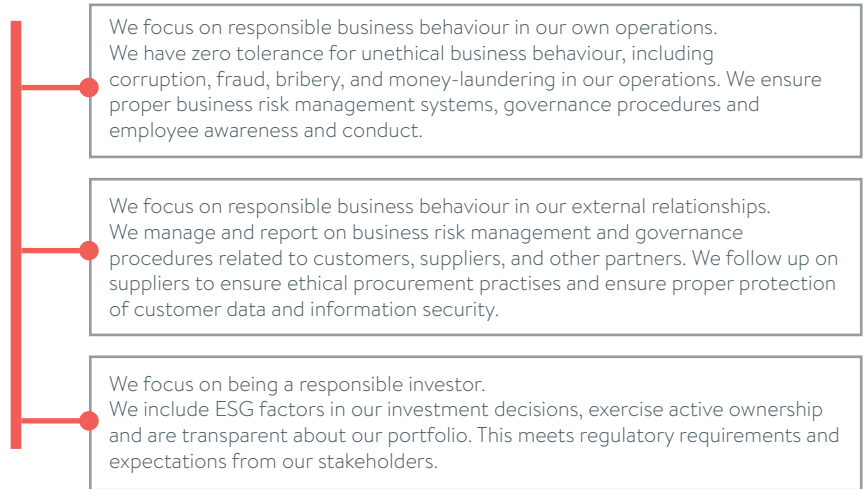 We focus on responsible business behaviour in our own operations.
We have zero tolerance for unethical business behaviour, including
corruption, fraud, bribery, and money-laundering in our operations. We ensure
proper business risk management systems, governance procedures and
employee awareness and conduct.
We focus on responsible business behaviour in our external relationships.
We manage and report on business risk management and governance
procedures related to customers, suppliers, and other partners. We follow up on
suppliers to ensure ethical procurement practises and ensure proper protection
of customer data and information security.
We focus on being a responsible investor.
We include ESG factors in our investment decisions, exercise active ownership
and are transparent about our portfolio. This meets regulatory requirements and
expectations from our stakeholders.